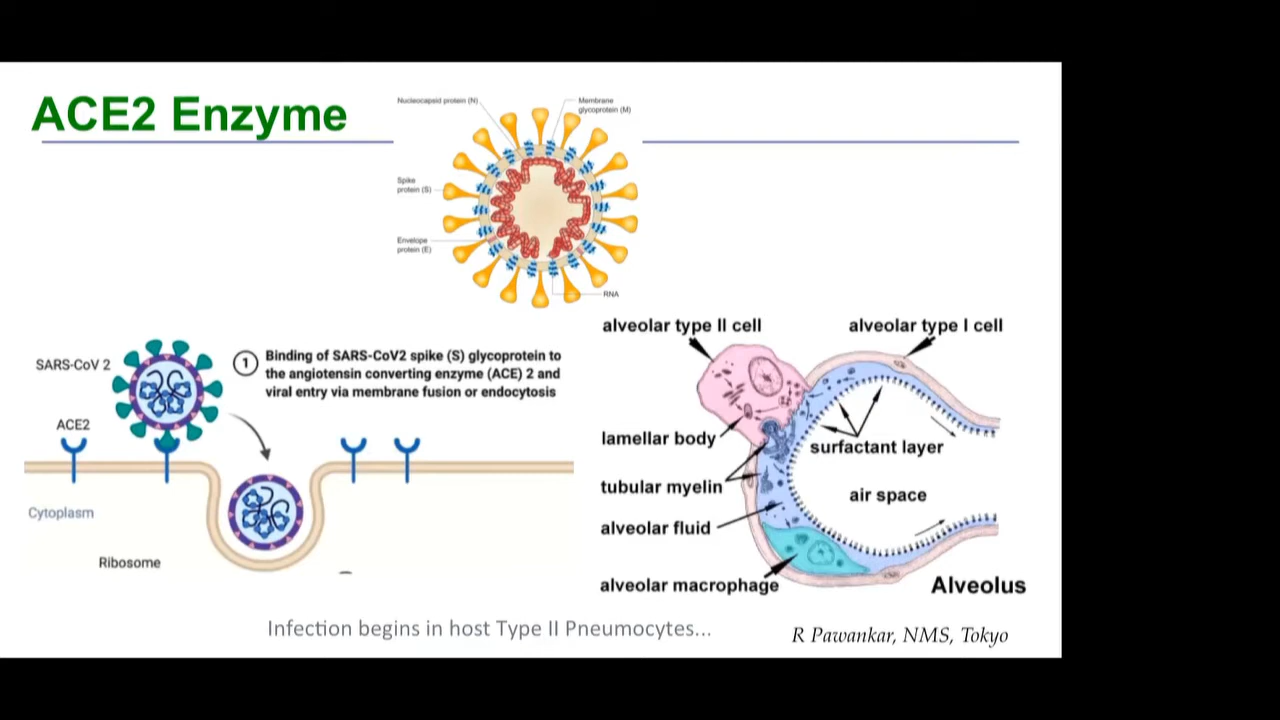 ACE2 Enzyme
Nucleocapsid protein (N)
Membrane
glycoprotein (M)
Spike
protein (S)
Envelope
protein (E)
RNA
SARS-CoV 2
1
Binding of SARS-CoV2 spike (S) glycoprotein to
the angiotensin converting enzyme (ACE) 2 and
viral entry via membrane fusion or endocytosis
ACE2
Cytoplasm
Ribosome
alveolar type II cell
alveolar type I cell
lamellar body
surfactant layer
tubular myelin
air space
alveolar fluid
alveolar macrophage
Alveolus
Infection begins in host Type II Pneumocytes...
R Pawankar, NMS, Tokyo